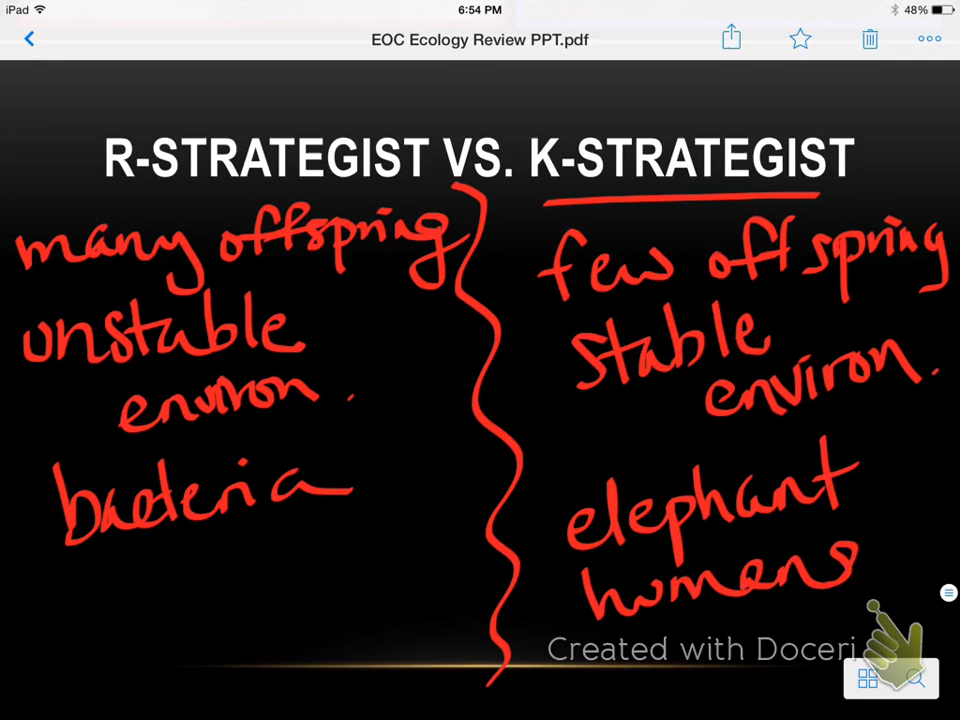 iPad
6:54 PM
48%
EOC Ecology Review PPT.pdf
R-STRATEGIST VS. K-STRATEGIST
many offspring
unstable
environ.
bacteria
few offspring
stable
environ.
elephant
humans
Created with Doceri